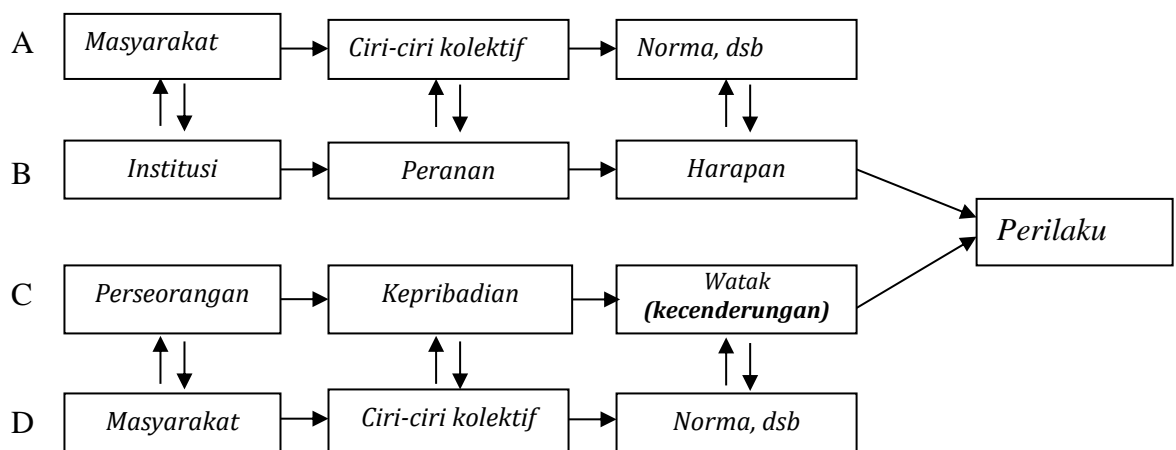 A
Masyarakat
Ciri-ciri kolektif
Norma, dsb
B
Institusi
Peranan
Harapan
Perilaku
C
Perseorangan
Kepribadian
Watak
(kecenderungan)
D
Masyarakat
Ciri-ciri kolektif
Norma, dsb